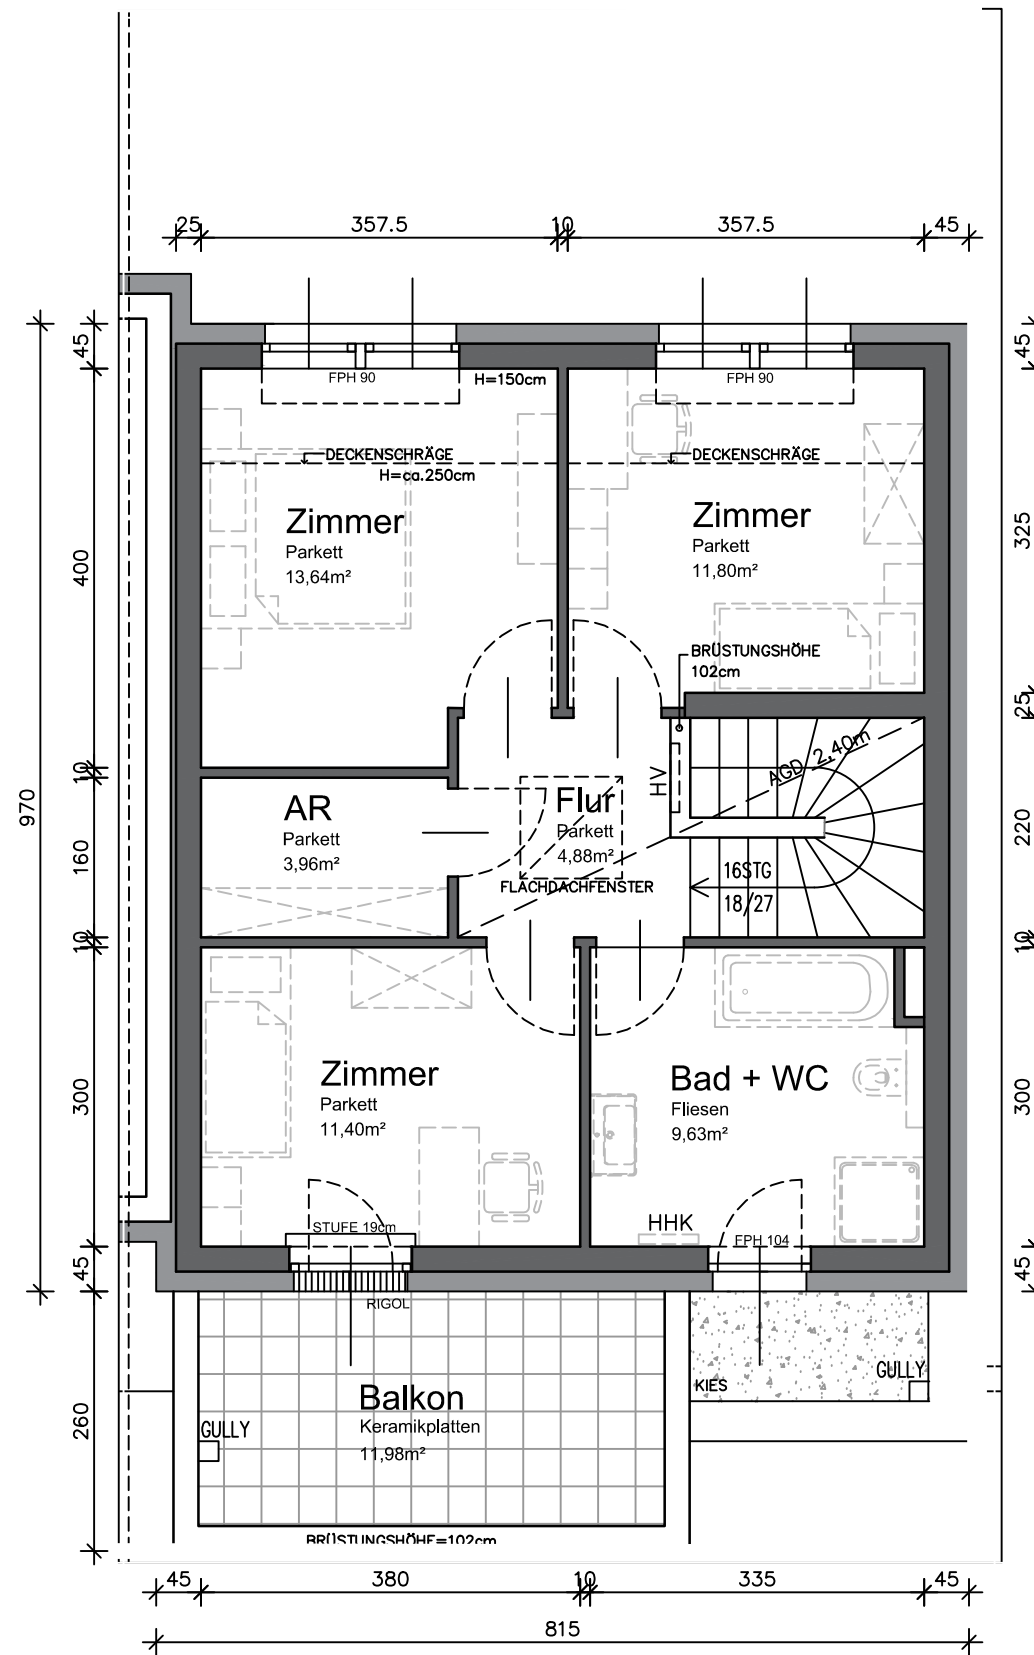 25
357.5
10
357.5
45
45
45
FPH 90
H=150cm
FPH 90
DECKENSCHRÄGE
H=ca.250cm
DECKENSCHRÄGE
Zimmer
Parkett
13,64m²
Zimmer
Parkett
11,80m²
400
325
BRÜSTUNGSHÖHE
102cm
25
AGD 2,40m
10
HV
970
AR
Parkett
3,96m²
Flur
Parkett
4,88m²
160
220
FLACHDACHFENSTER
16STG
18/27
10
10
Zimmer
Parkett
11,40m²
Bad + WC
Fliesen
9,63m²
300
300
STUFE 19cm
HHK
FPH 104
45
45
RIGOL
KIES
GULLY
Balkon
Keramikplatten
11,98m²
GULLY
260
BRÜSTUNGSHÖHE=102cm
45
380
10
335
45
815